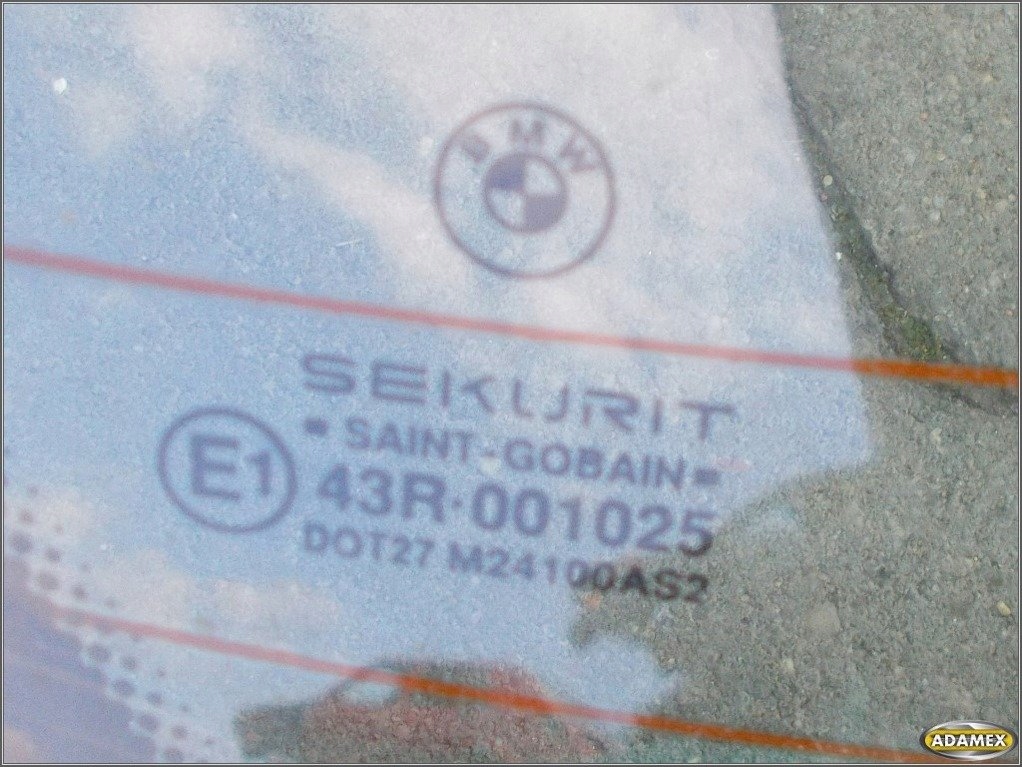 BMW
SEKURIT
▪ SAINT-GOBAIN ▪
E1
43R·001025
DOT27 M24100AS2
ADAMEX